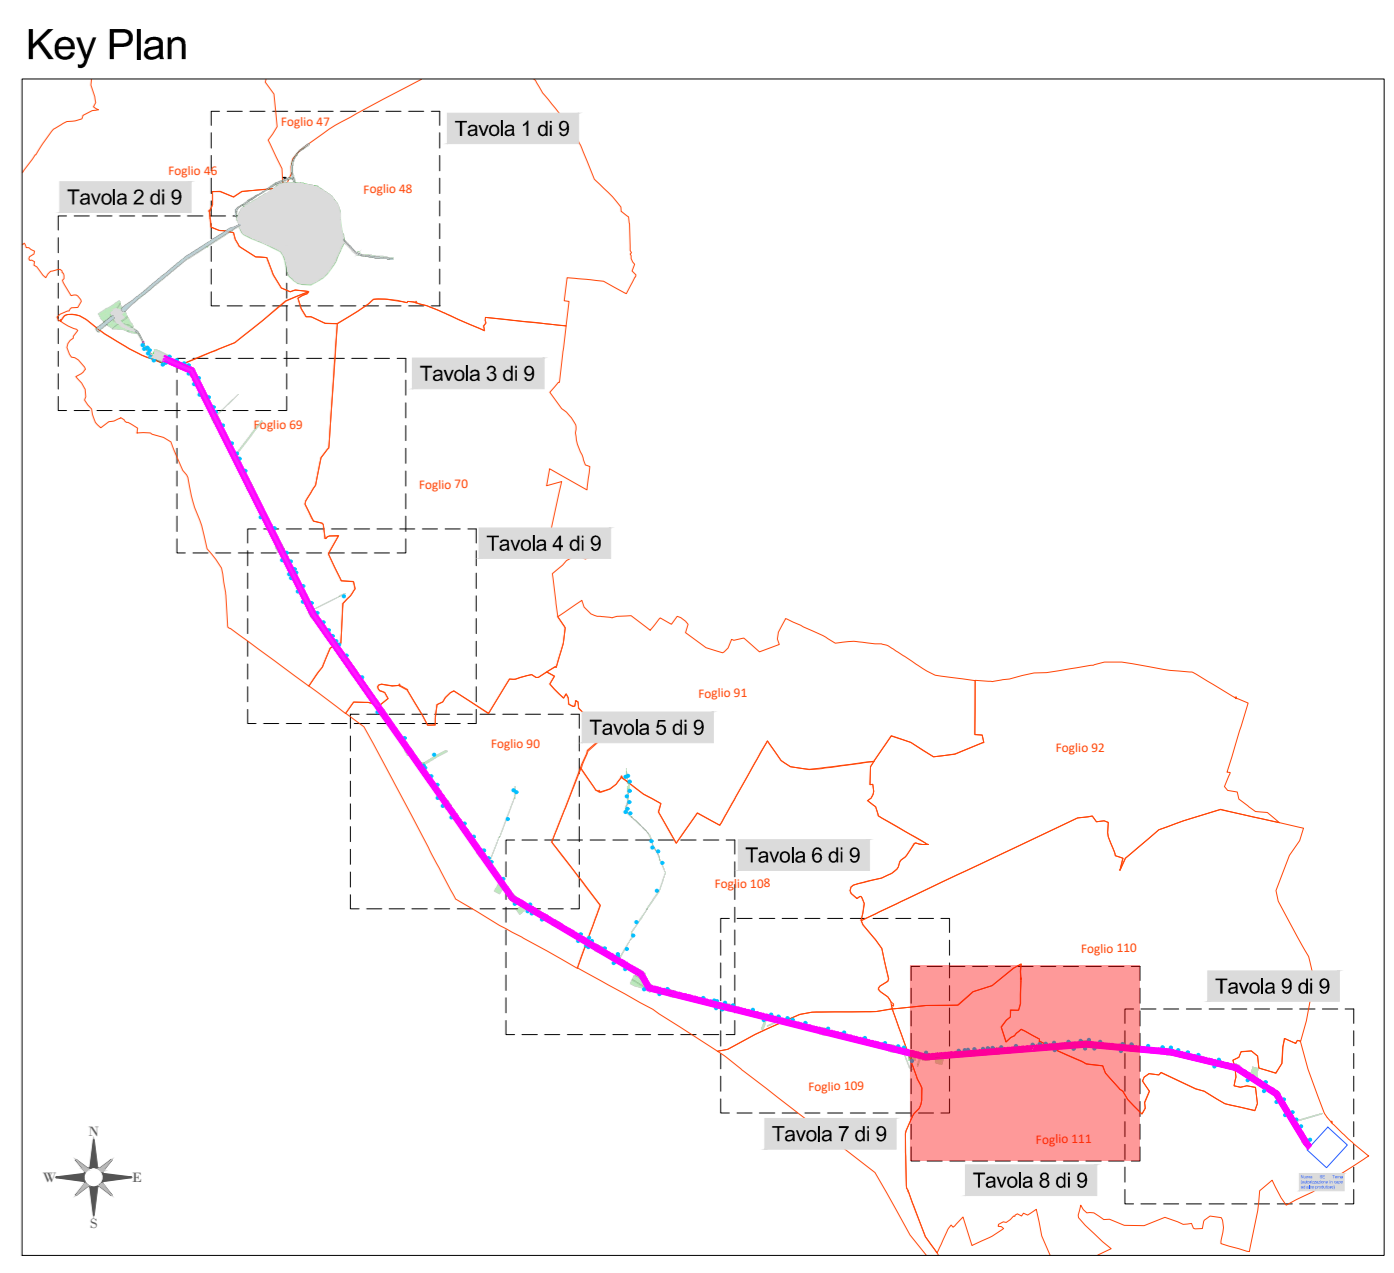 Key Plan
Foglio 47
Tavola 1 di 9
Foglio 46
Foglio 48
Tavola 2 di 9
Tavola 3 di 9
Foglio 69
Foglio 70
Tavola 4 di 9
Foglio 91
Tavola 5 di 9
Foglio 90
Foglio 92
Tavola 6 di 9
Foglio 108
Foglio 110
Tavola 9 di 9
Foglio 109
Tavola 7 di 9
Foglio 111
Tavola 8 di 9
N
W E
S